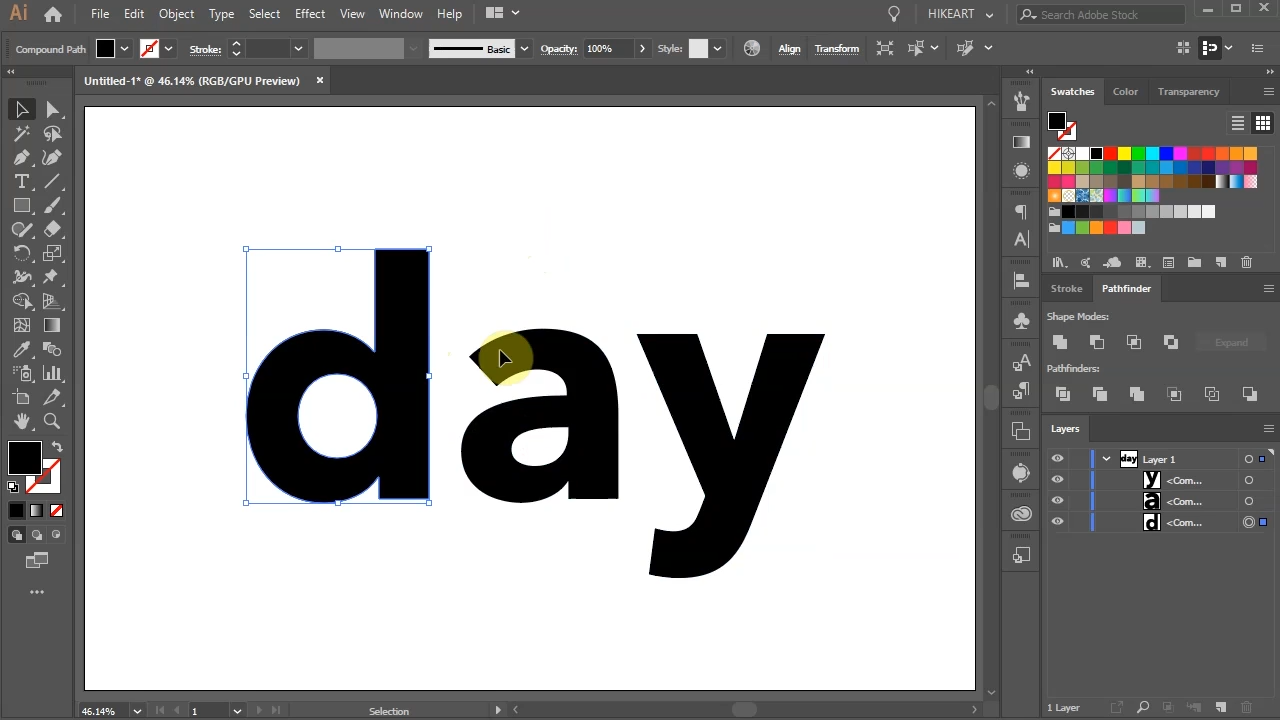 Ai File Edit Object Type Select Effect View Window Help HIKEART Search Adobe Stock
Compound Path Stroke: Basic Opacity: 100% Style: Align Transform
Untitled-1* @ 46.14% (RGB/GPU Preview) ×
Swatches Color Transparency
day
Stroke Pathfinder
Shape Modes:
Expand
Pathfinders:
Layers
day Layer 1
y <Com...
a <Com...
d <Com...
46.14% 1 Selection 1 Layer